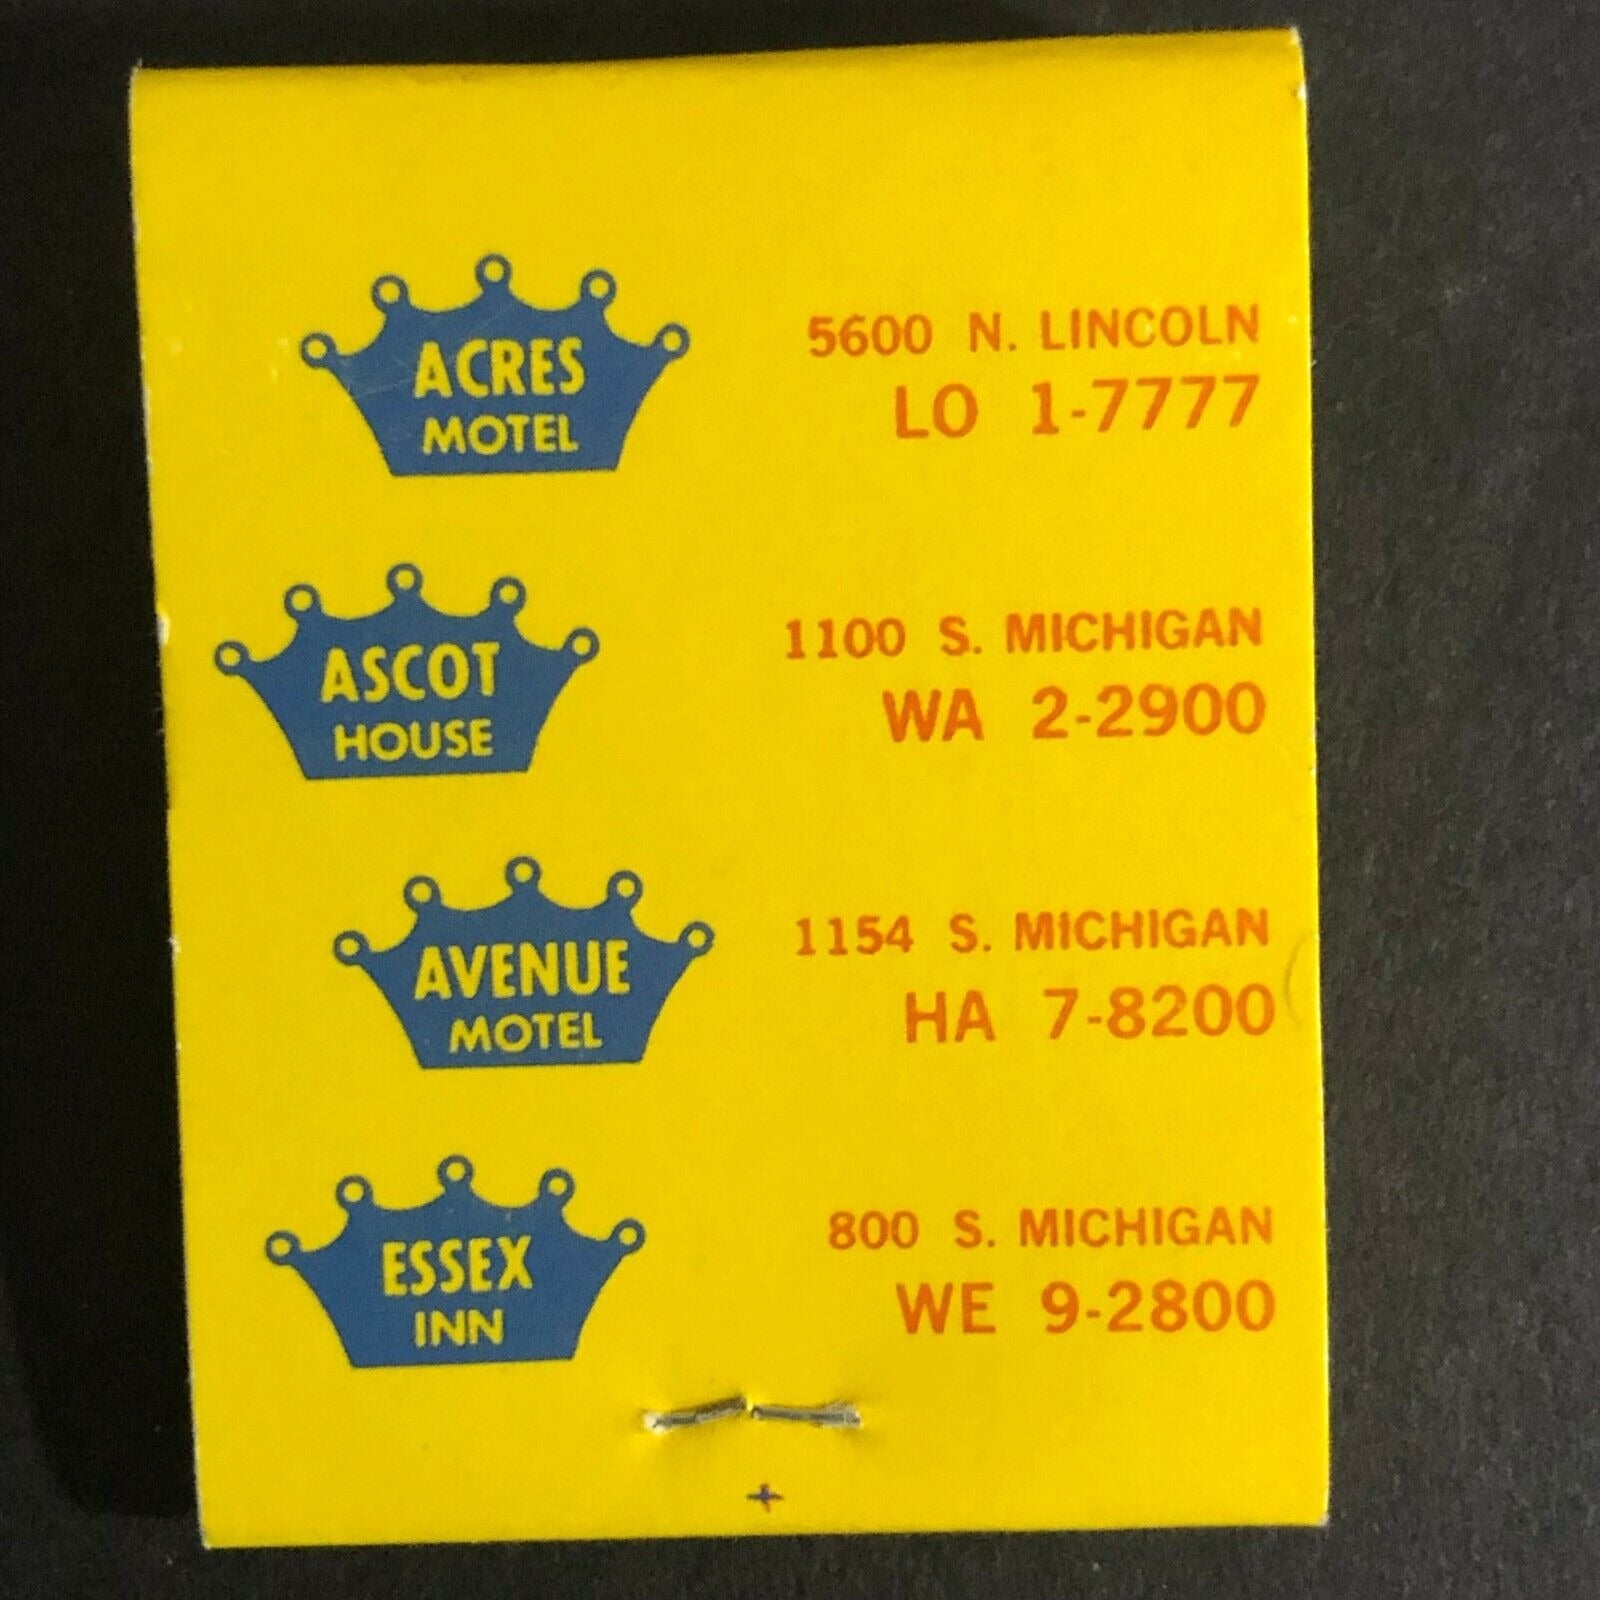 ACRES
MOTEL
5600 N. LINCOLN
LO 1-7777
ASCOT
HOUSE
1100 S. MICHIGAN
WA 2-2900
AVENUE
MOTEL
1154 S. MICHIGAN
HA 7-8200
ESSEX
INN
800 S. MICHIGAN
WE 9-2800